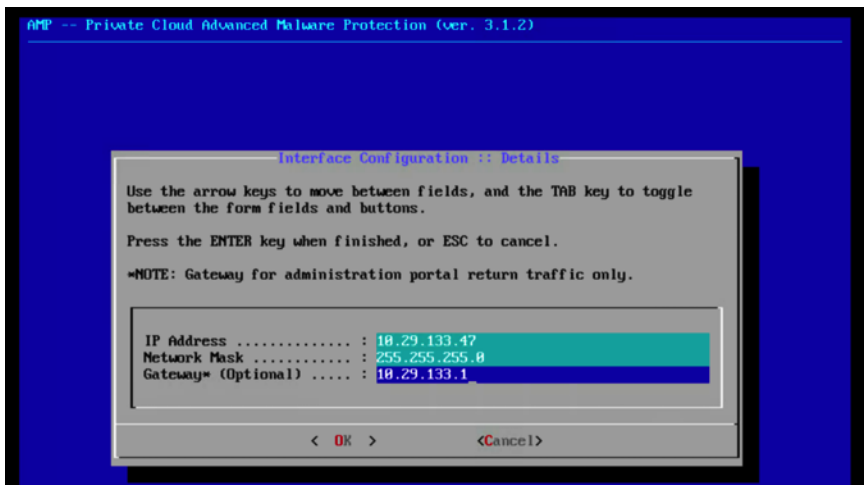 AMP -- Private Cloud Advanced Malware Protection (ver. 3.1.2)
Interface Configuration :: Details
Use the arrow keys to move between fields, and the TAB key to toggle
between the form fields and buttons.
Press the ENTER key when finished, or ESC to cancel.
*NOTE: Gateway for administration portal return traffic only.
IP Address .............. : 10.29.133.47
Network Mask ............ : 255.255.255.0
Gateway* (Optional) ..... : 10.29.133.1_
< OK > <Cancel>